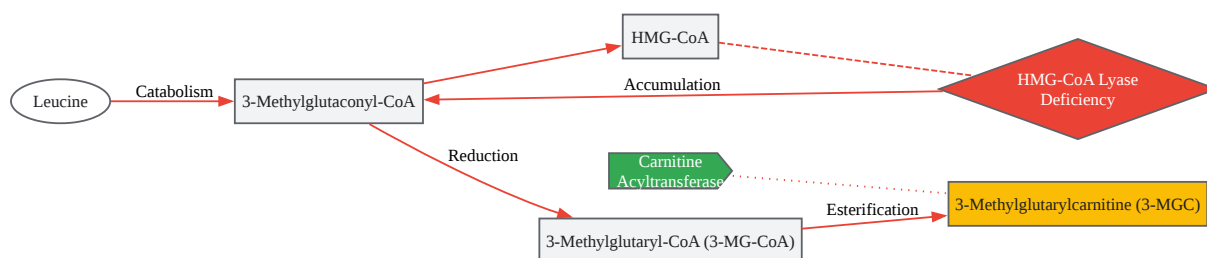 Leucine
Catabolism
3-Methylglutaconyl-CoA
HMG-CoA
Accumulation
HMG-CoA Lyase
Deficiency
Reduction
Carnitine
Acyltransferase
3-Methylglutaryl-CoA (3-MG-CoA)
Esterification
3-Methylglutarylcarnitine (3-MGC)